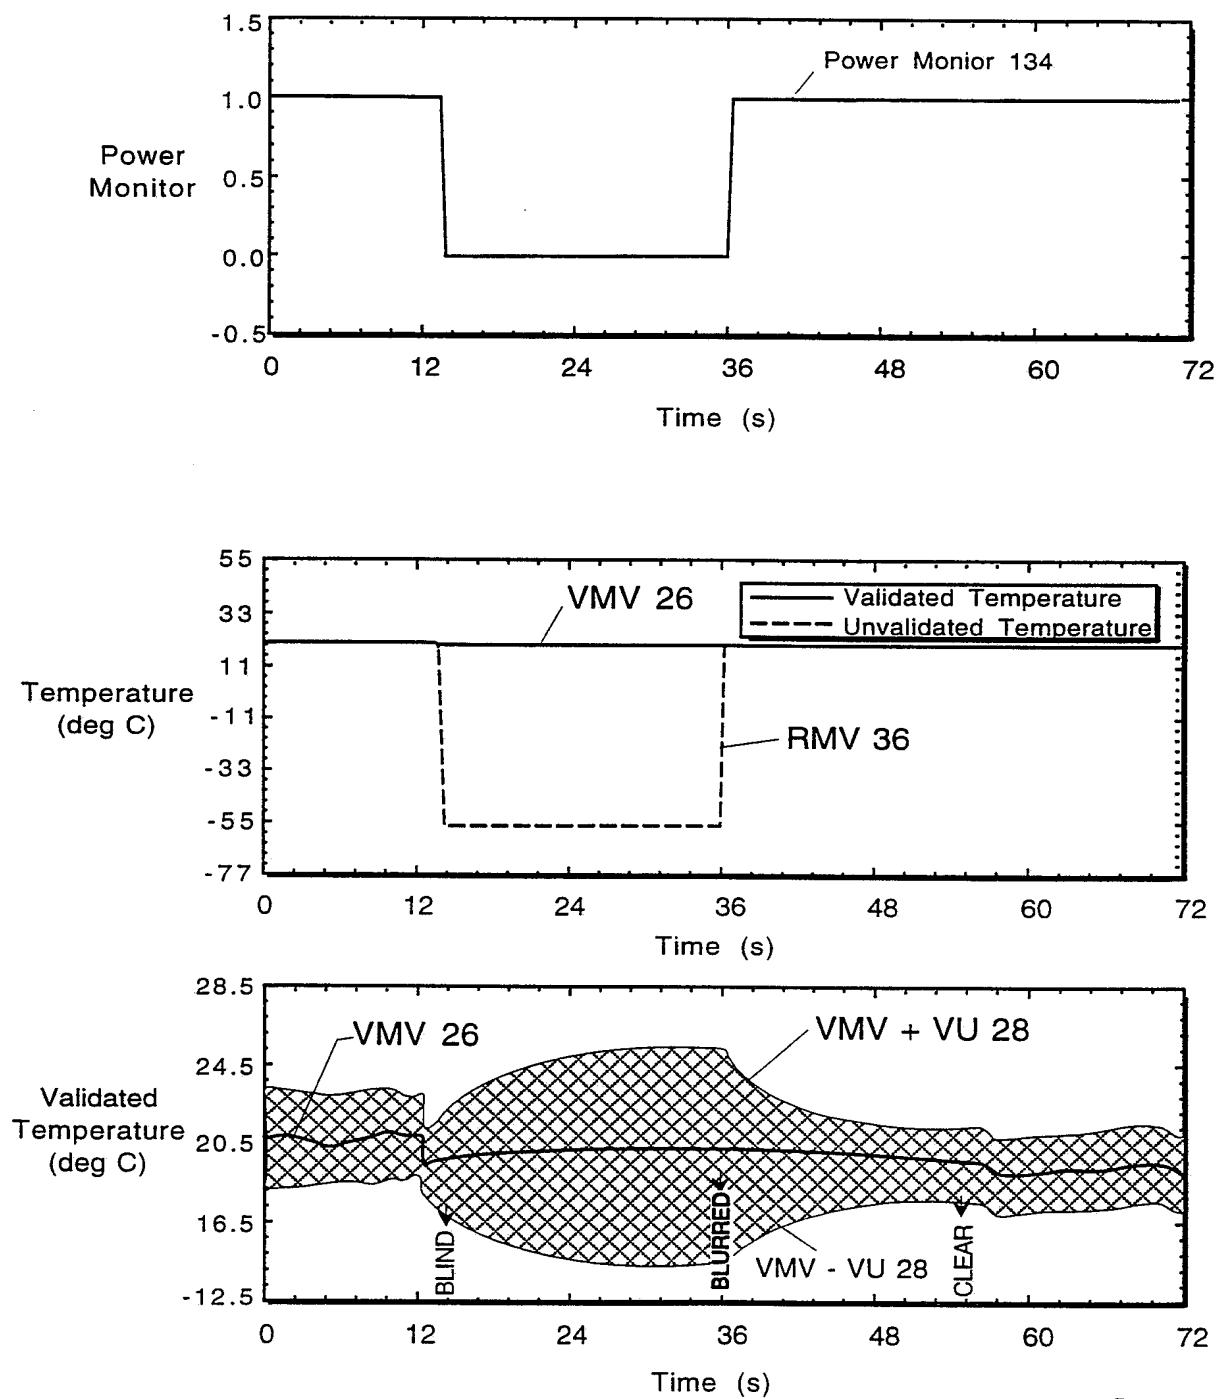 1.5
Power Monior 134
1.0
Power
Monitor
0.5
0.0
-0.5
0 12 24 36 48 60 72
Time (s)
55
VMV 26
Validated Temperature
33
Unvalidated Temperature
11
Temperature
(deg C)
-11
RMV 36
-33
-55
-77
0 12 24 36 48 60 72
Time (s)
28.5
VMV 26
VMV + VU 28
24.5
Validated
Temperature
(deg C)
20.5
16.5
BLIND
BLURRED
CLEAR
VMV - VU 28
-12.5
0 12 24 36 48 60 72
Time (s)